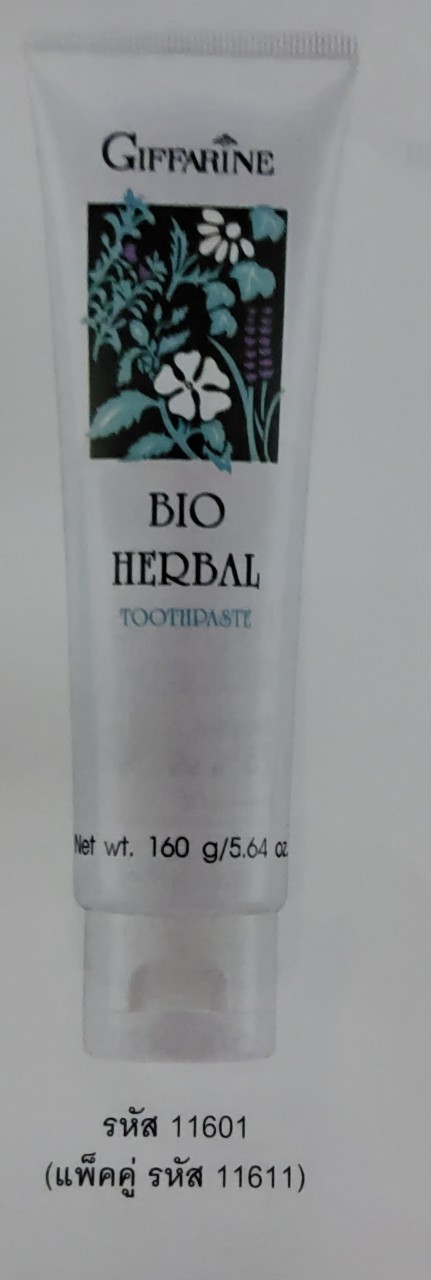 GIFFARINE
BIO
HERBAL
TOOTHPASTE
Net wt. 160 g/5.64 oz
รหัส 11601
(แพ็คคู่ รหัส 11611)